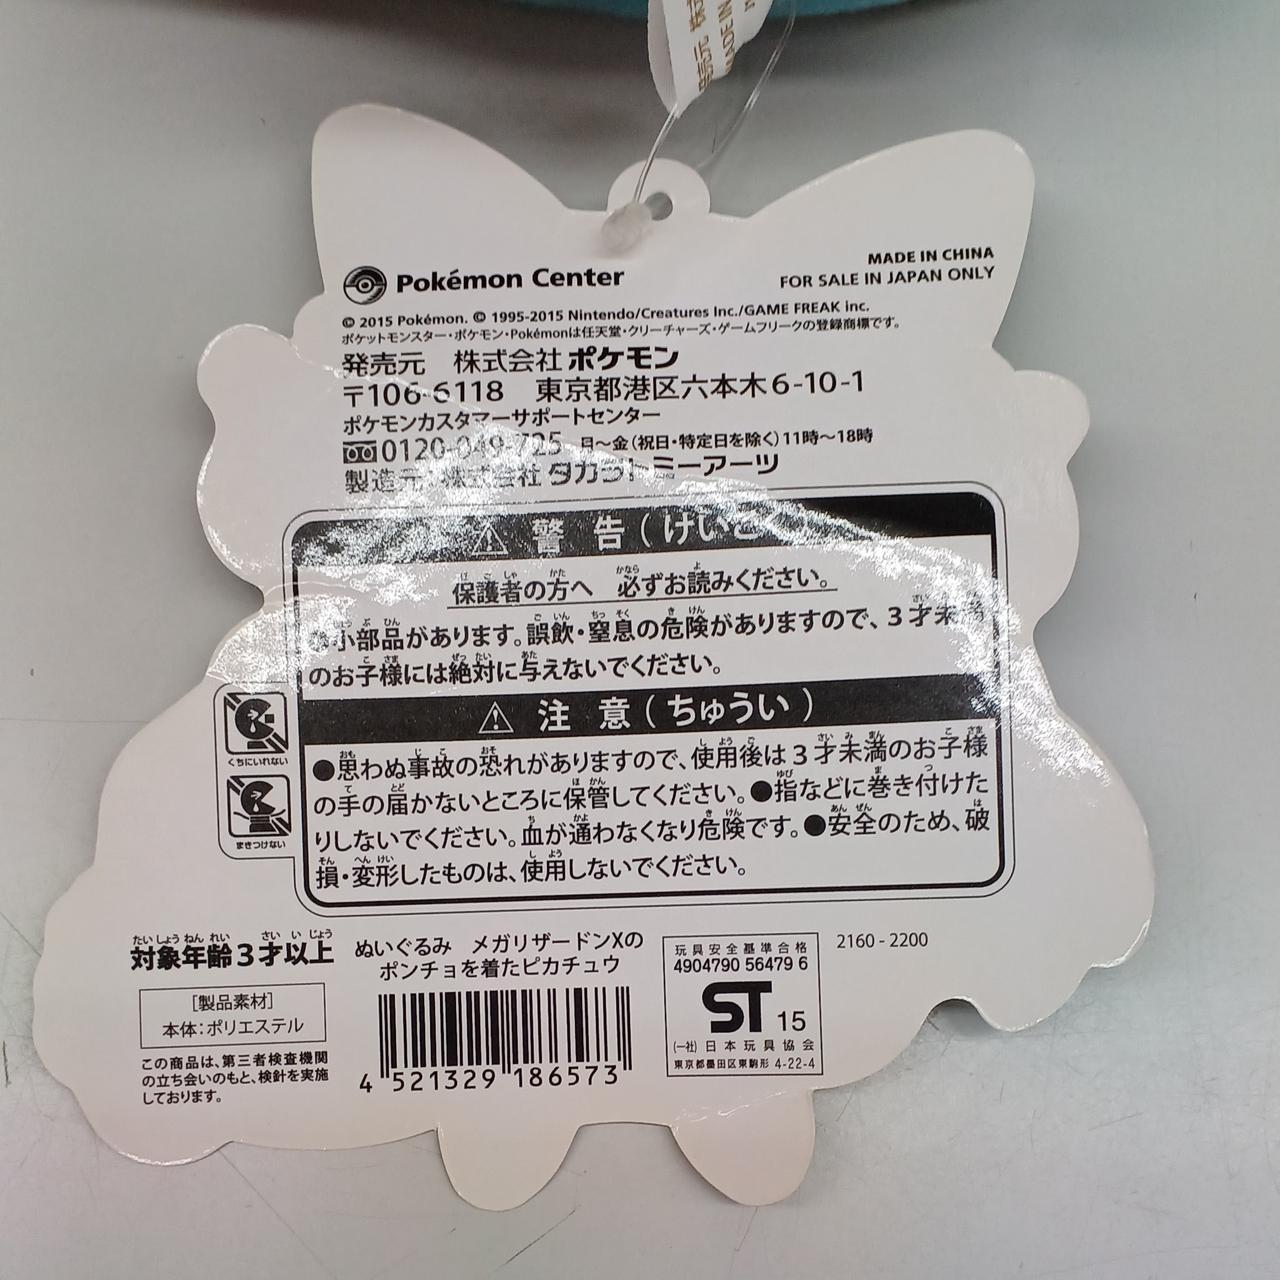 MADE IN
Pokémon Center
MADE IN CHINA
FOR SALE IN JAPAN ONLY
© 2015 Pokémon. © 1995-2015 Nintendo/Creatures Inc./GAME FREAK inc.
ポケットモンスター・ポケモン・Pokémonは任天堂・クリーチャーズ・ゲームフリークの登録商標です。
発売元 株式会社 ポケモン
〒106-6118 東京都港区六本木6-10-1
ポケモンカスタマーサポートセンター
0120-049-725 月〜金(祝日・特定日を除く)11時〜18時
製造元 株式会社 タカラトミーアーツ
警告(けいこく)
保護者の方へ 必ずお読みください。
●小部品があります。誤飲・窒息の危険がありますので、3才未満
のお子様には絶対に与えないでください。
注意(ちゅうい)
●思わぬ事故の恐れがありますので、使用後は3才未満のお子様
の手の届かないところに保管してください。●指などに巻き付けた
りしないでください。血が通わなくなり危険です。●安全のため、破
損・変形したものは、使用しないでください。
くちにいれない
まきつけない
対象年齢3才以上
[製品素材]
本体:ポリエステル
この商品は、第三者検査機関
の立ち会いのもと、検針を実施
しております。
ぬいぐるみ メガリザードンXの
ポンチョを着たピカチュウ
4 521329 186573
玩具安全基準合格
4904790 56479 6
ST 15
(一社)日本玩具協会
東京都墨田区東駒形 4-22-4
2160 - 2200